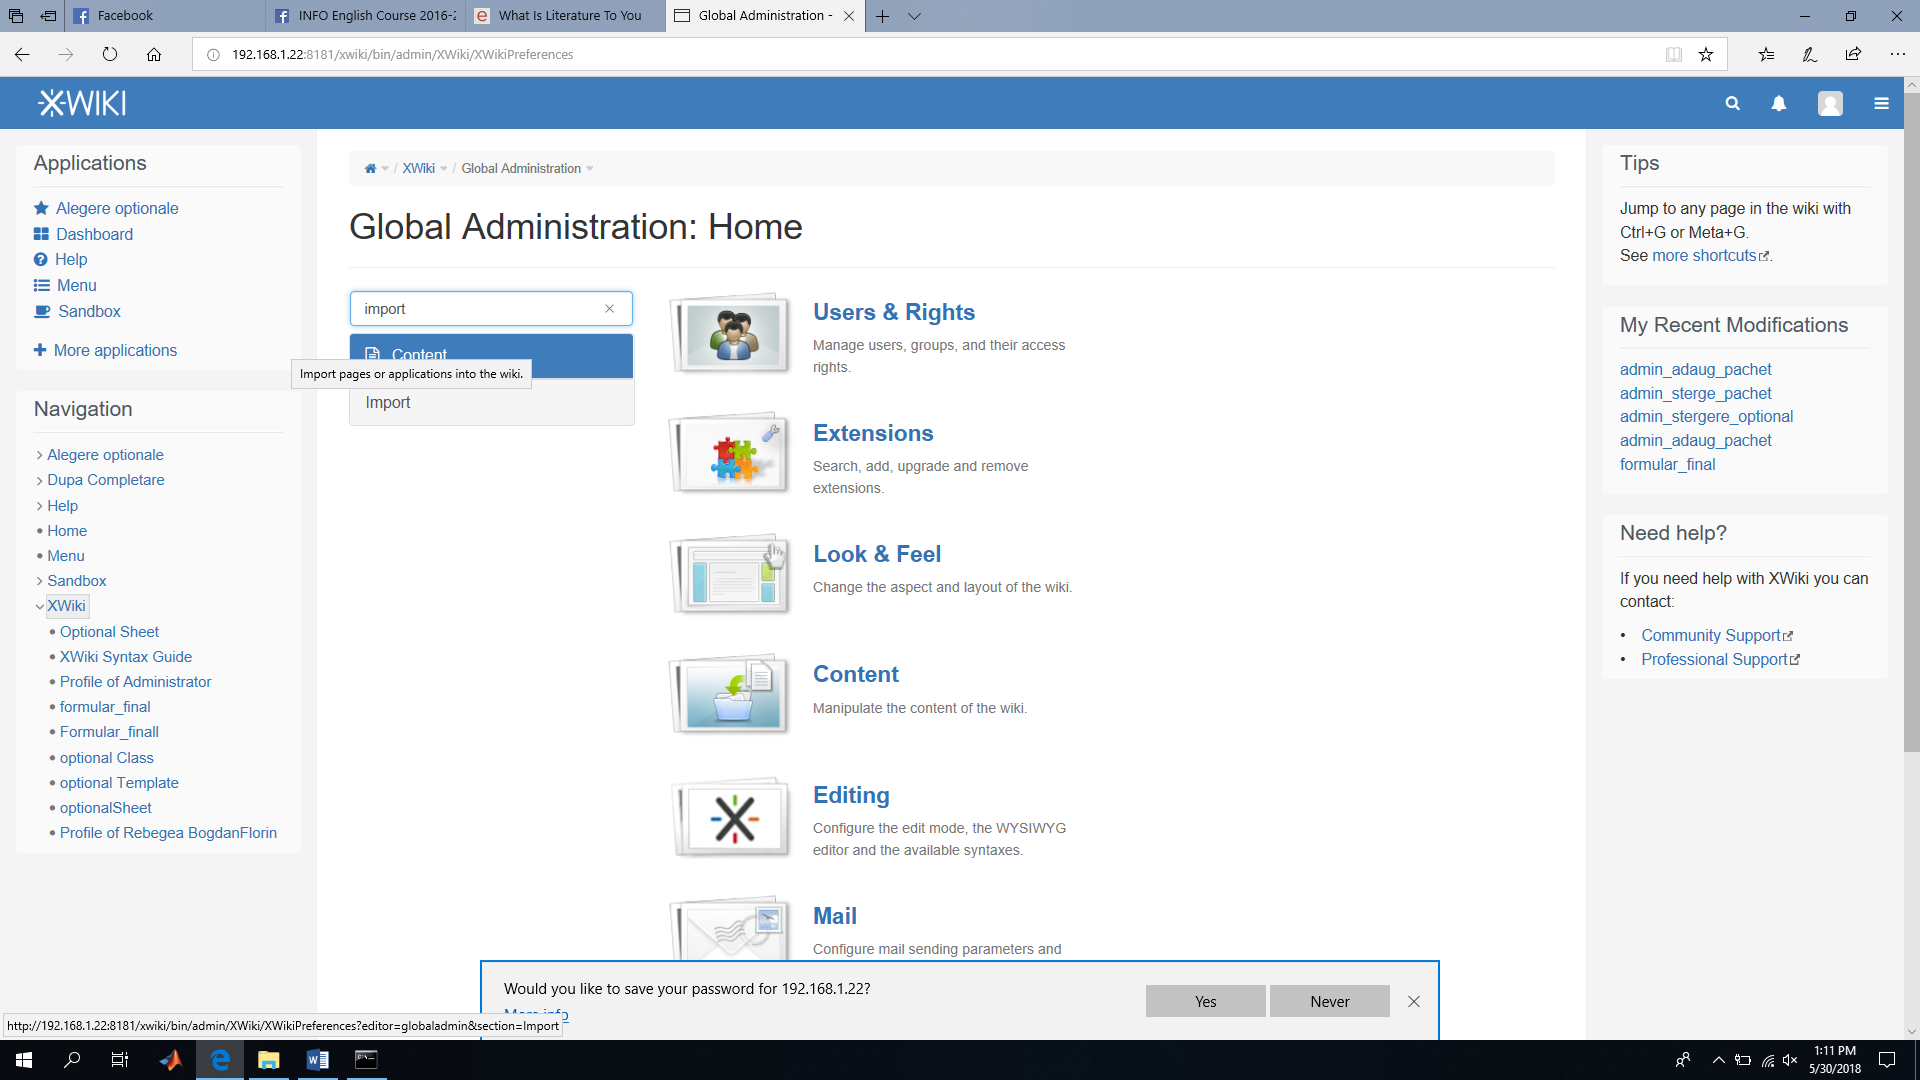 Facebook
INFO English Course 2016-2
What Is Literature To You
Global Administration -
192.168.1.22:8181/xwiki/bin/admin/XWiki/XWikiPreferences
XWIKI
Applications
Alegere optionale
Dashboard
Help
Menu
Sandbox
More applications
Navigation
Alegere optionale
Dupa Completare
Help
Home
Menu
Sandbox
XWiki
Optional Sheet
XWiki Syntax Guide
Profile of Administrator
formular_final
Formular_finall
optional Class
optional Template
optionalSheet
Profile of Rebegea BogdanFlorin
/ XWiki / Global Administration
Global Administration: Home
import
Content
Import pages or applications into the wiki.
Import
Users & Rights
Manage users, groups, and their access
rights.
Extensions
Search, add, upgrade and remove
extensions.
Look & Feel
Change the aspect and layout of the wiki.
Content
Manipulate the content of the wiki.
Editing
Configure the edit mode, the WYSIWYG
editor and the available syntaxes.
Mail
Configure mail sending parameters and
Tips
Jump to any page in the wiki with
Ctrl+G or Meta+G.
See more shortcuts.
My Recent Modifications
admin_adaug_pachet
admin_sterge_pachet
admin_stergere_optional
admin_adaug_pachet
formular_final
Need help?
If you need help with XWiki you can
contact:
• Community Support
• Professional Support
Would you like to save your password for 192.168.1.22?
More info
Yes
Never
http://192.168.1.22:8181/xwiki/bin/admin/XWiki/XWikiPreferences?editor=globaladmin&section=Import
1:11 PM
5/30/2018